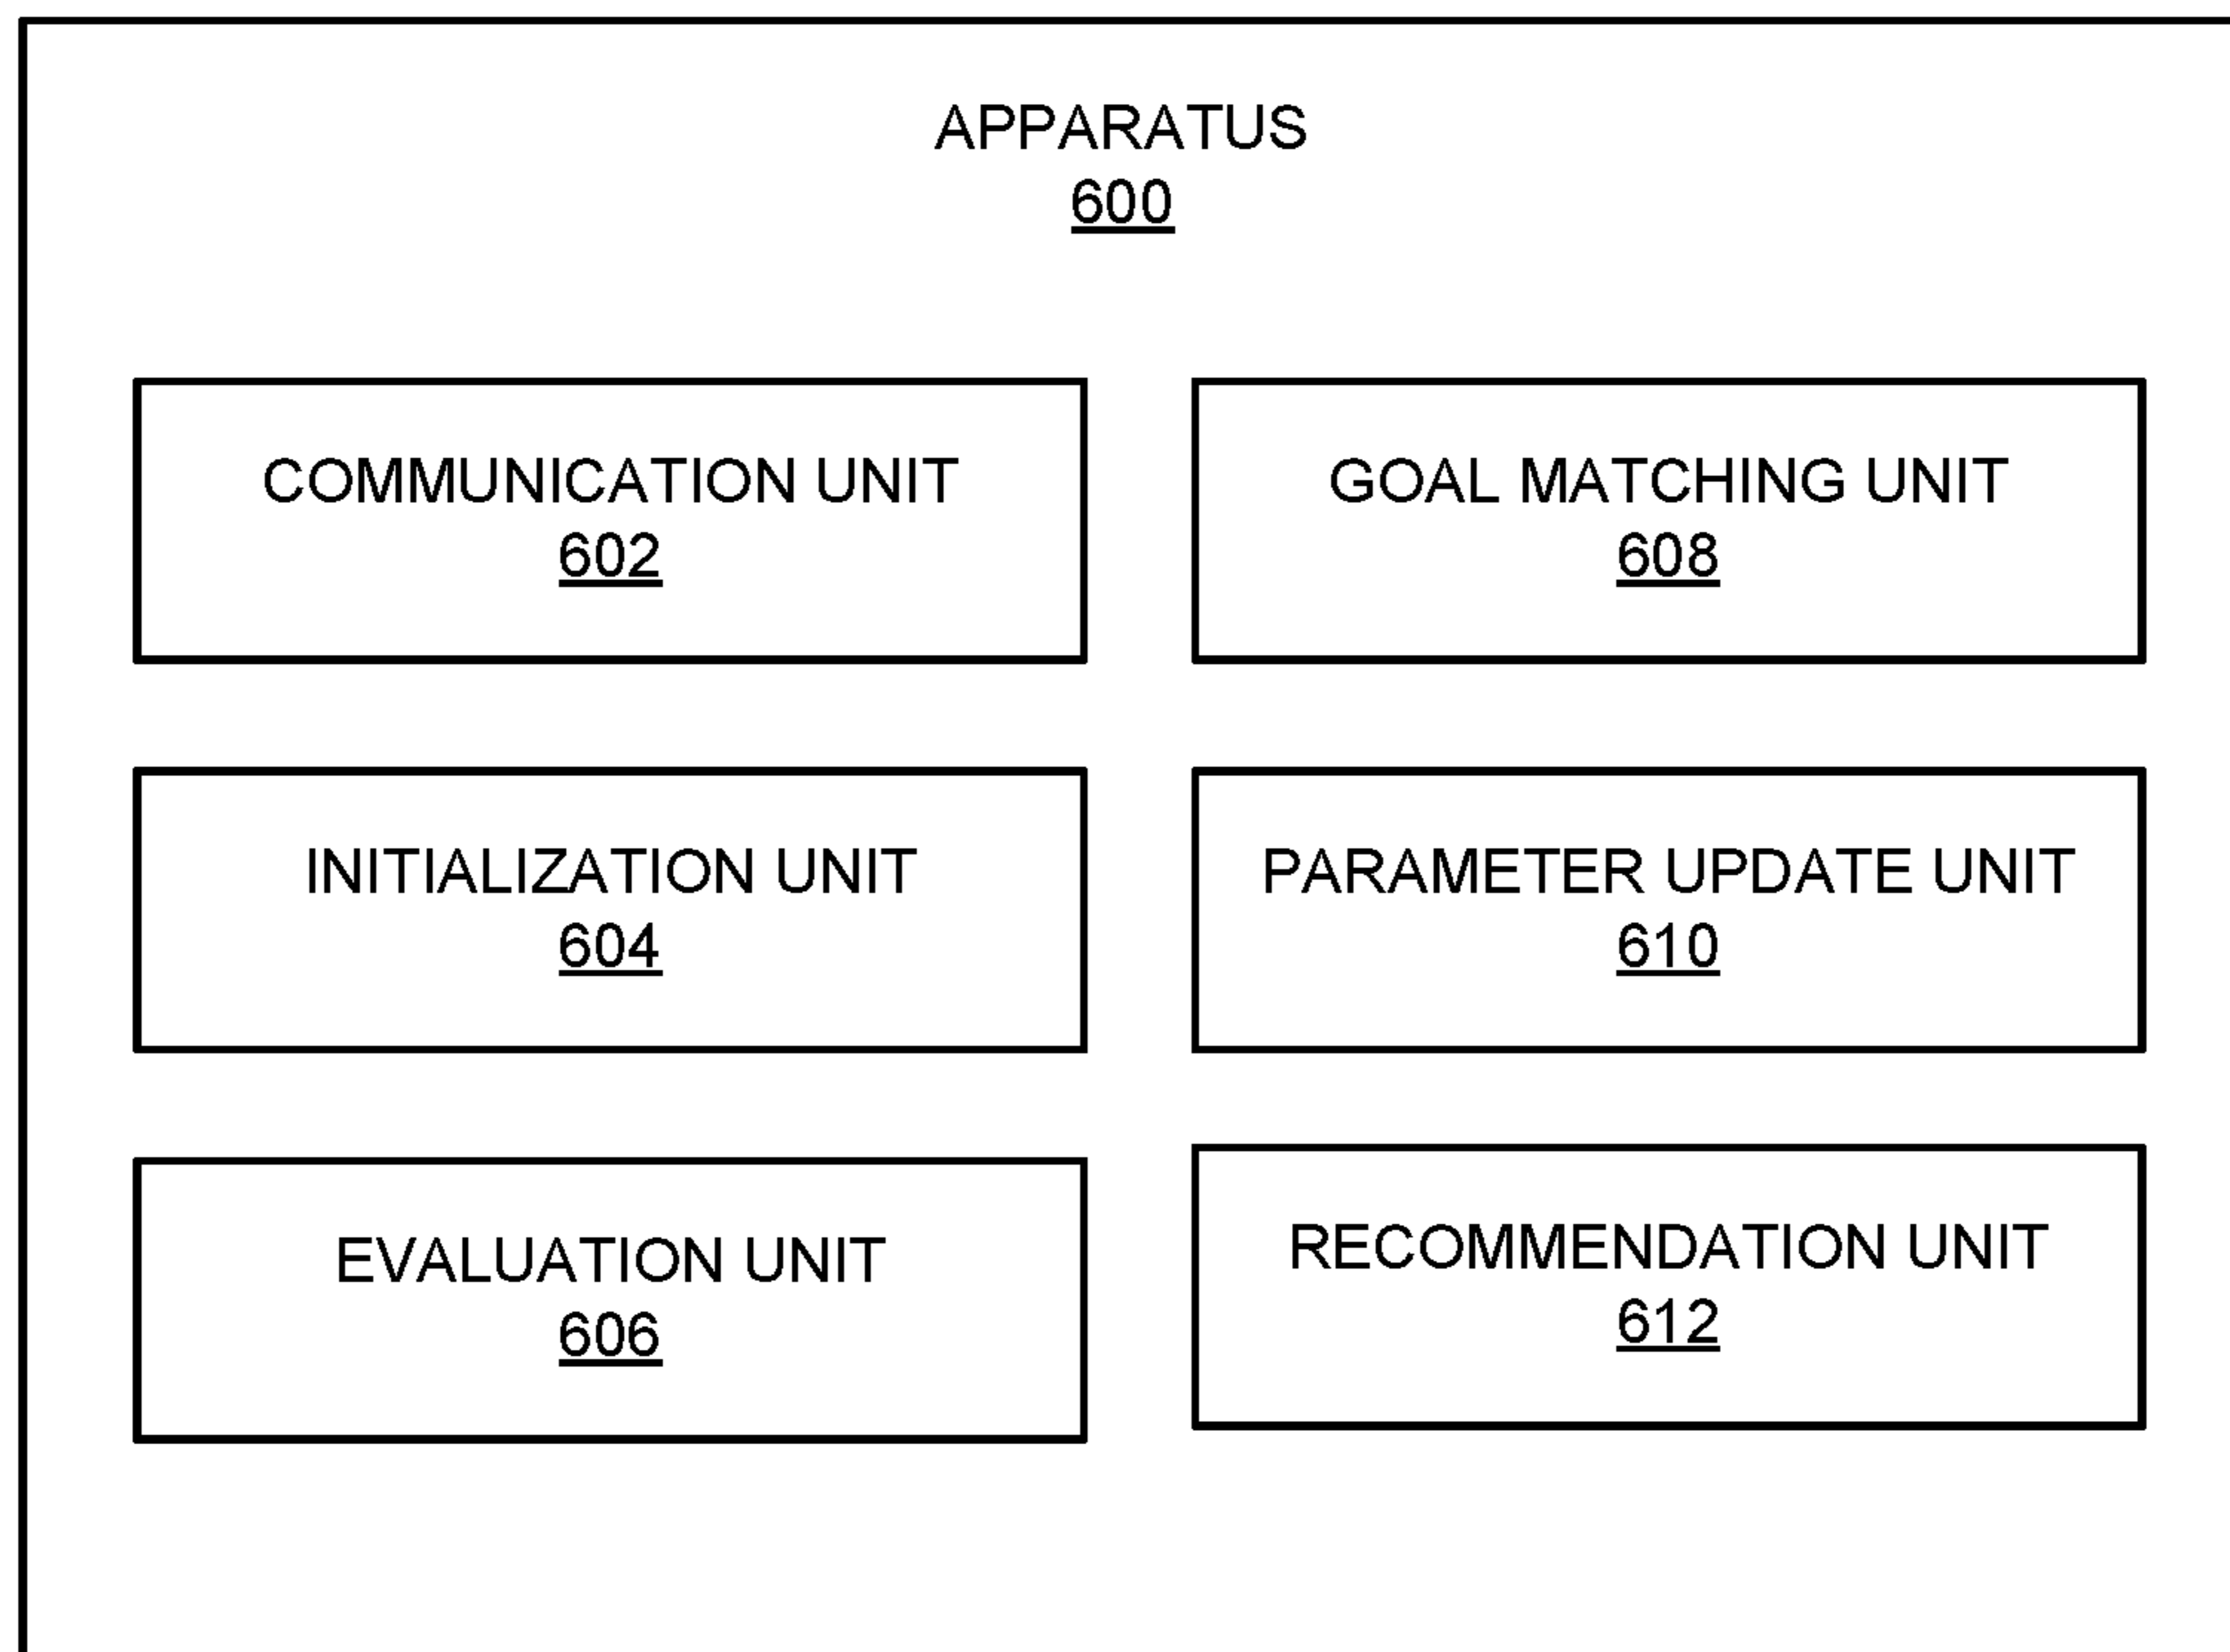 APPARATUS
600
COMMUNICATION UNIT
602
GOAL MATCHING UNIT
608
INITIALIZATION UNIT
604
PARAMETER UPDATE UNIT
610
EVALUATION UNIT
606
RECOMMENDATION UNIT
612